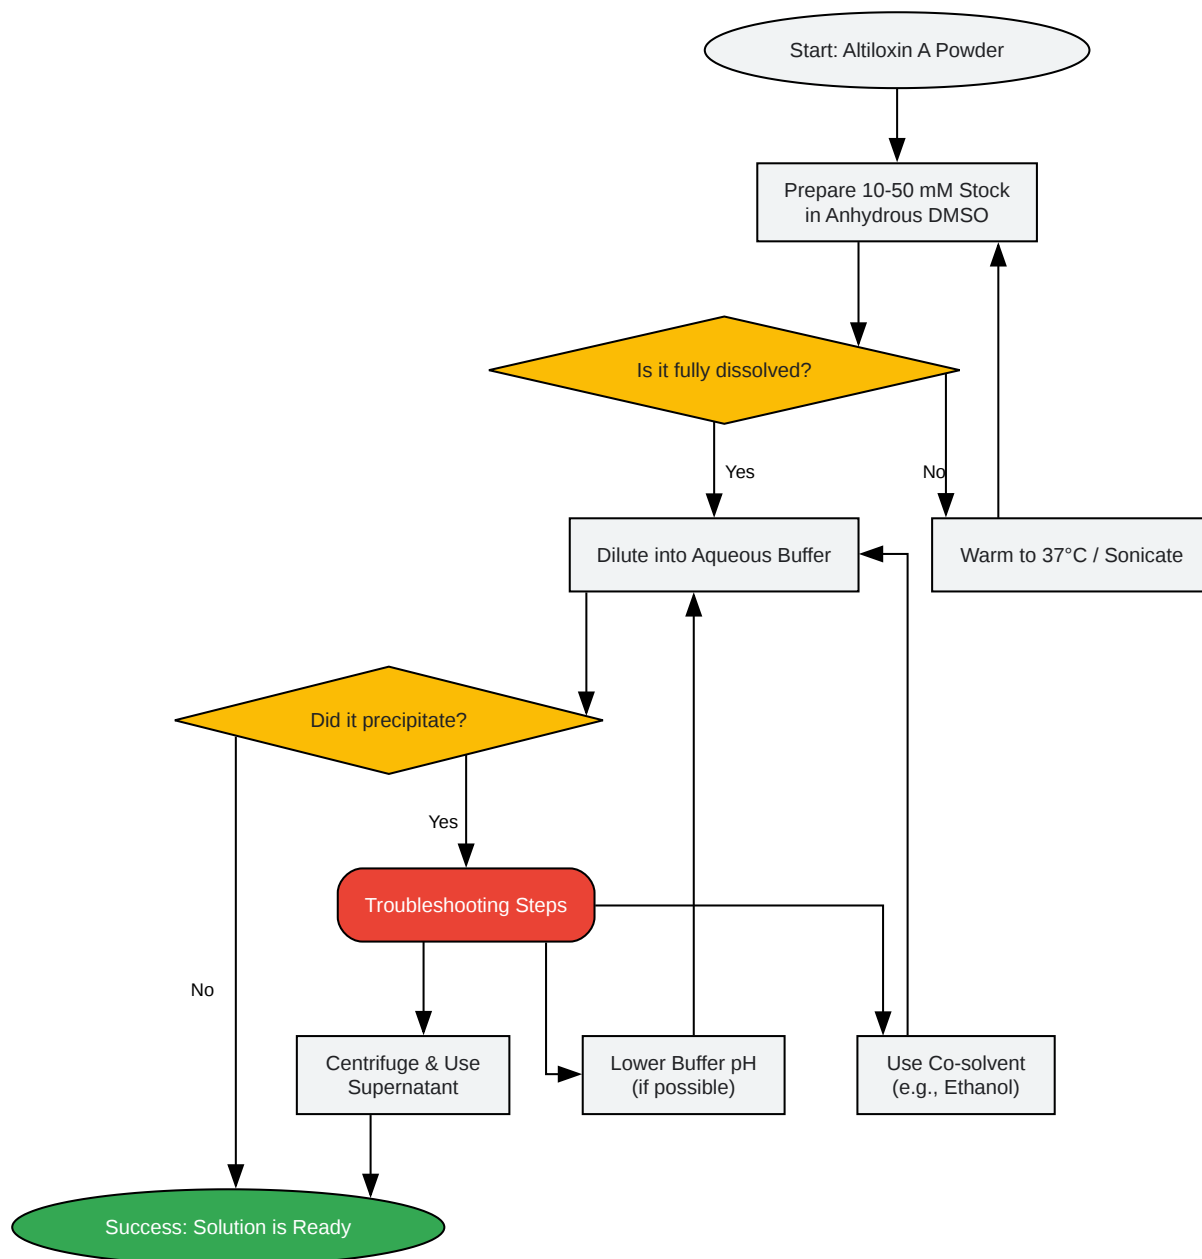 Start: Altiloxin A Powder
Prepare 10-50 mM Stock
in Anhydrous DMSO
Is it fully dissolved?
Yes
No
Dilute into Aqueous Buffer
Warm to 37°C / Sonicate
Did it precipitate?
Yes
Troubleshooting Steps
No
Centrifuge & Use
Supernatant
Lower Buffer pH
(if possible)
Use Co-solvent
(e.g., Ethanol)
Success: Solution is Ready